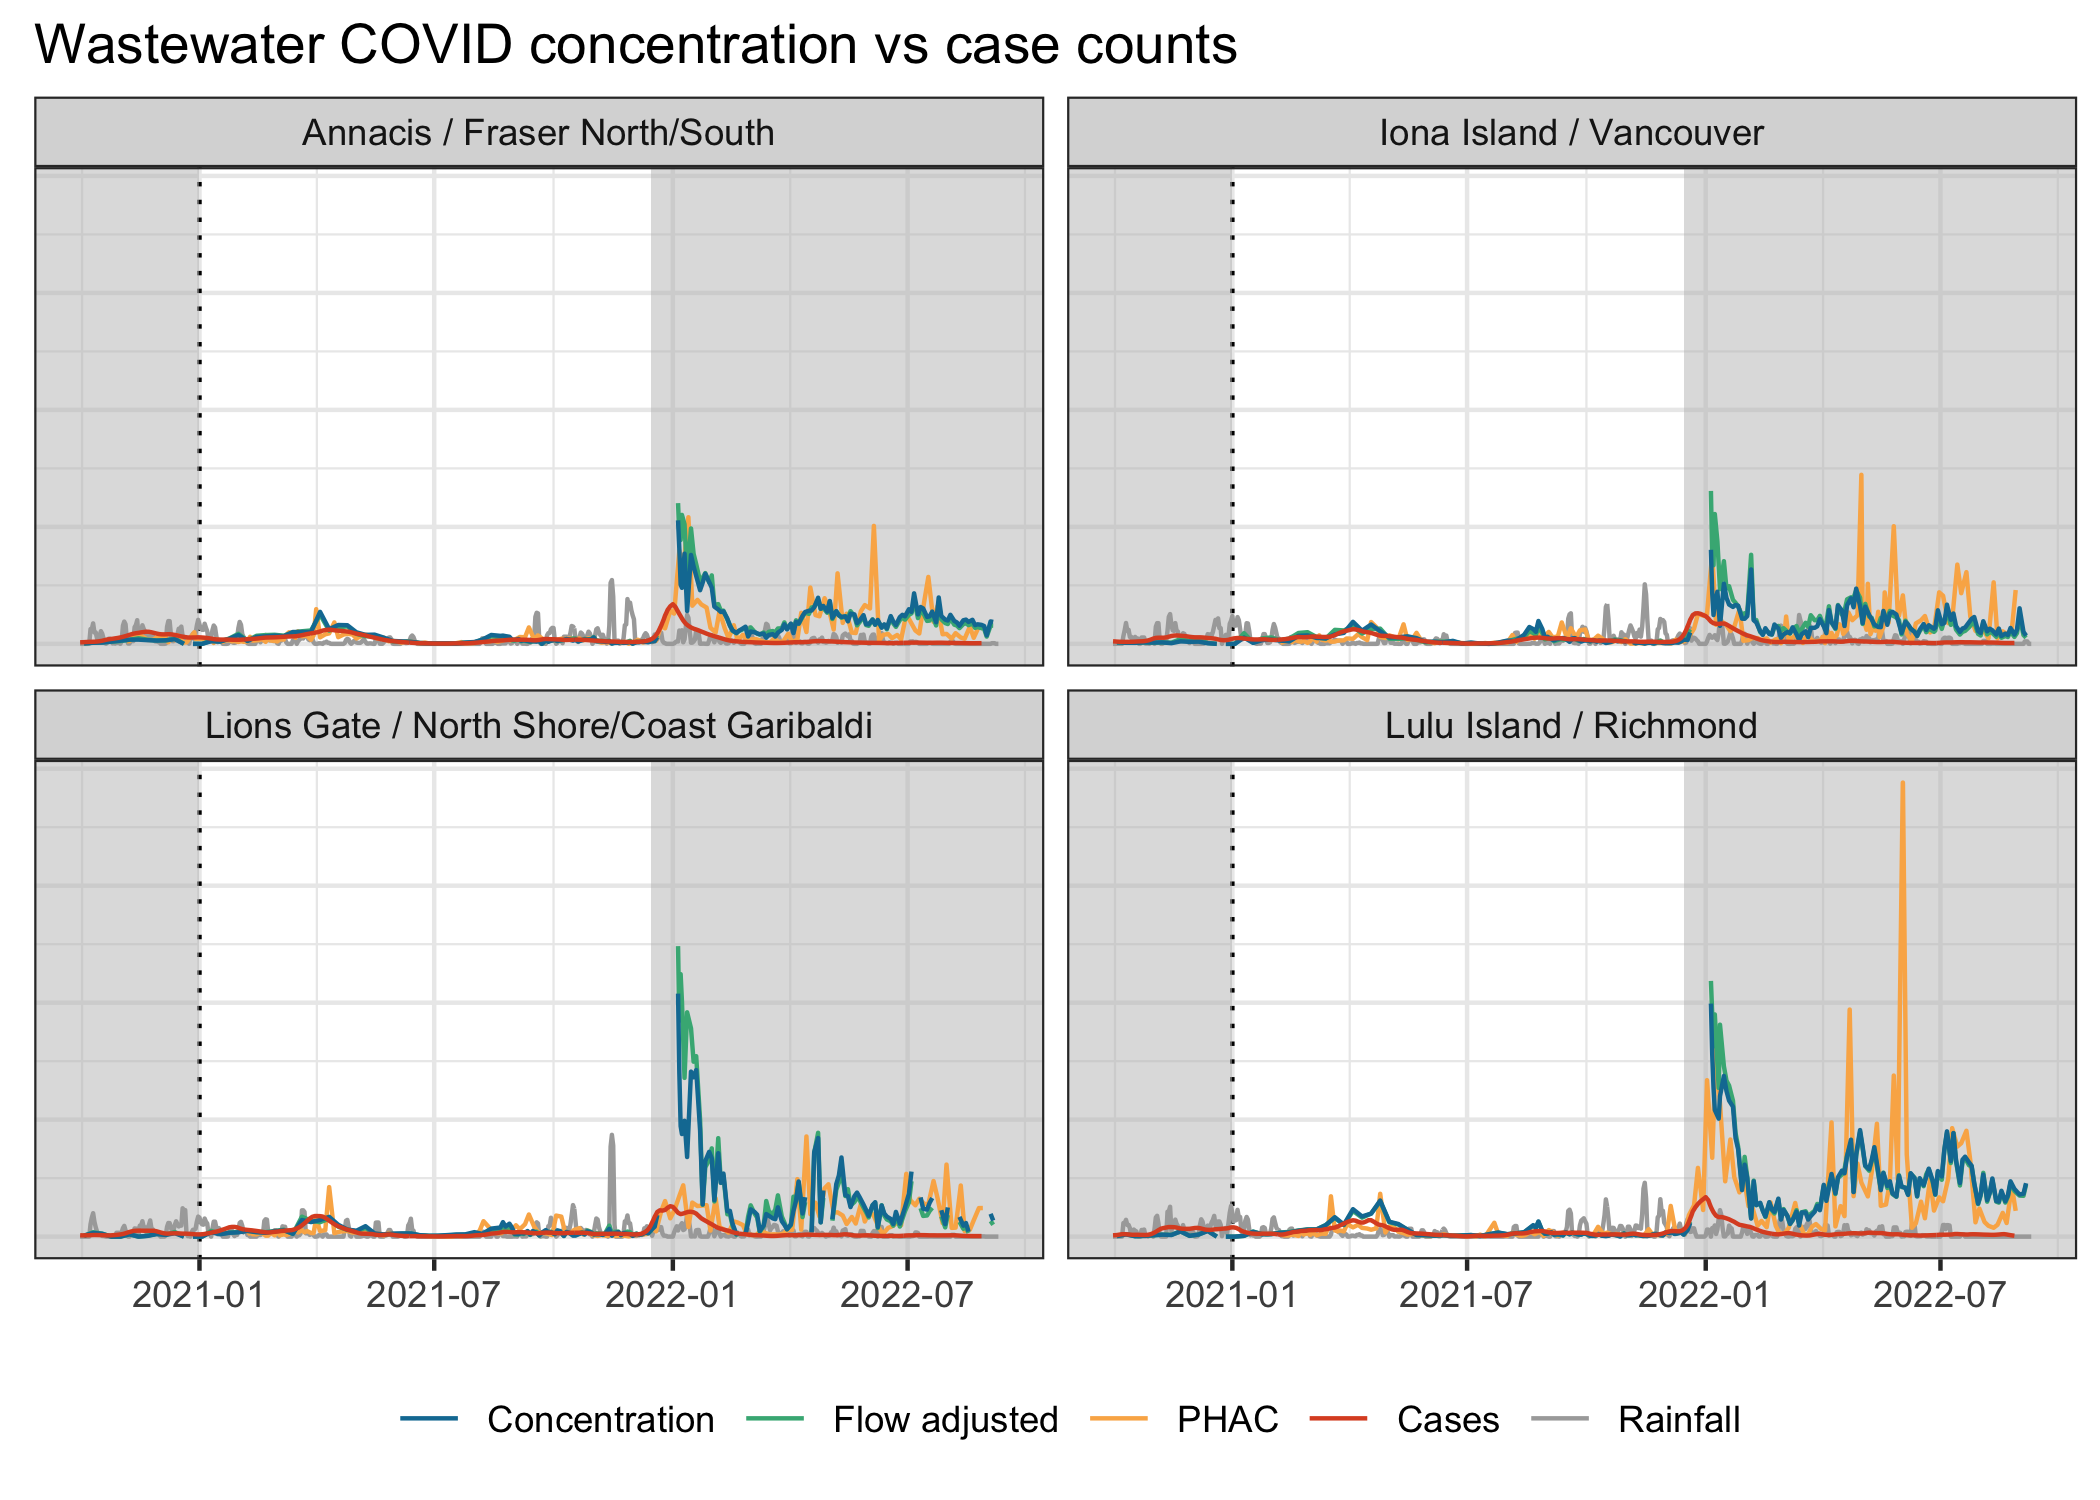 Wastewater COVID concentration vs case counts
Annacis / Fraser North/South
Iona Island / Vancouver
Lions Gate / North Shore/Coast Garibaldi
Lulu Island / Richmond
2021-01 2021-07 2022-01 2022-07
2021-01 2021-07 2022-01 2022-07
Concentration Flow adjusted PHAC Cases Rainfall